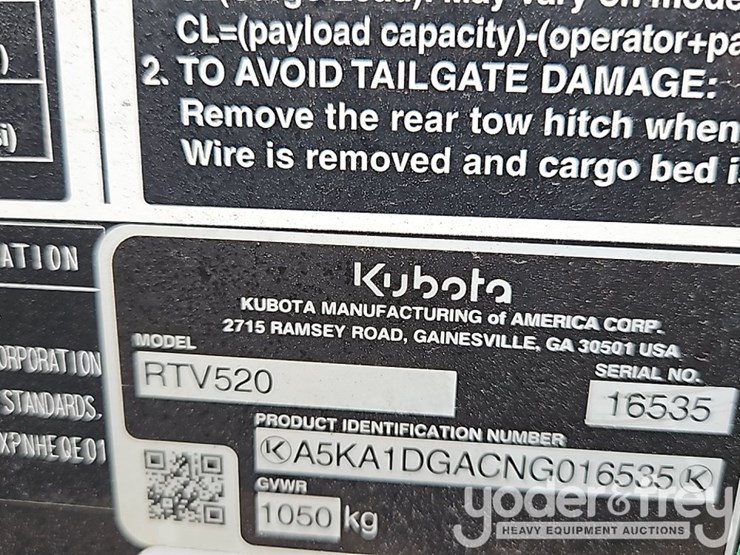 CL=(payload capacity)-(operator+pa
2. TO AVOID TAILGATE DAMAGE:
Remove the rear tow hitch when
Wire is removed and cargo bed i
ATION
Kubota
KUBOTA MANUFACTURING of AMERICA CORP.
2715 RAMSEY ROAD, GAINESVILLE, GA 30501 USA
MODEL
SERIAL NO.
ORPORATION
RTV520
16535
STANDARDS.
PRODUCT IDENTIFICATION NUMBER
XPNHEQE01
A5KA1DGACNG016535
GVWR
1050 kg
yoder&frey
HEAVY EQUIPMENT AUCTIONS